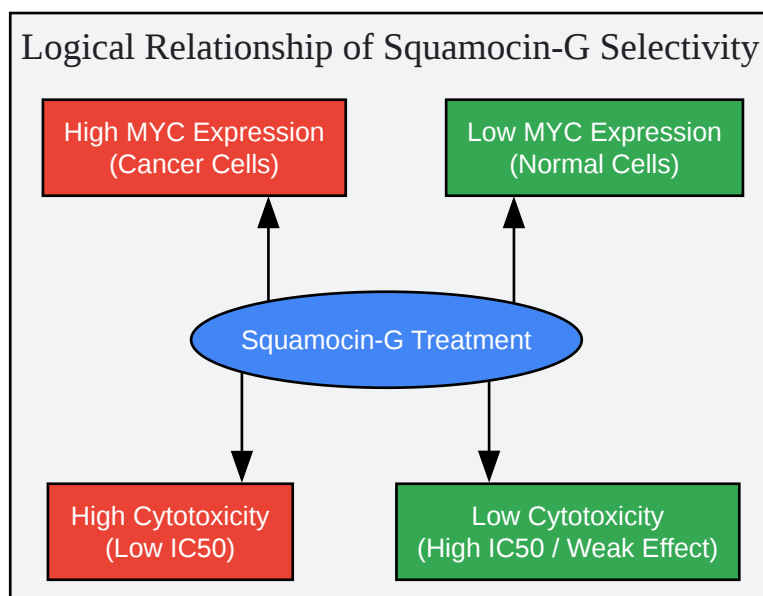 Logical Relationship of Squamocin-G Selectivity
High MYC Expression
(Cancer Cells)
Low MYC Expression
(Normal Cells)
Squamocin-G Treatment
High Cytotoxicity
(Low IC50)
Low Cytotoxicity
(High IC50 / Weak Effect)